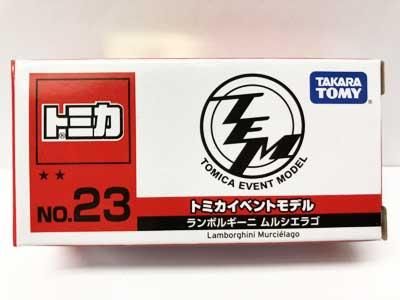 トミカ
★★
NO.23
TEM
TOMICA EVENT MODEL
TAKARA
TOMY
トミカイベントモデル
ランボルギーニ ムルシエラゴ
Lamborghini Murciélago